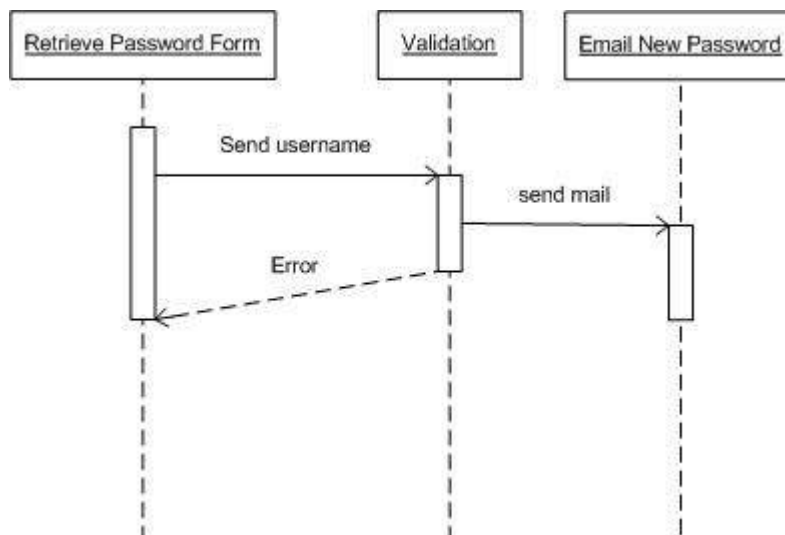 Retrieve Password Form
Validation
Email New Password
Send username
send mail
Error